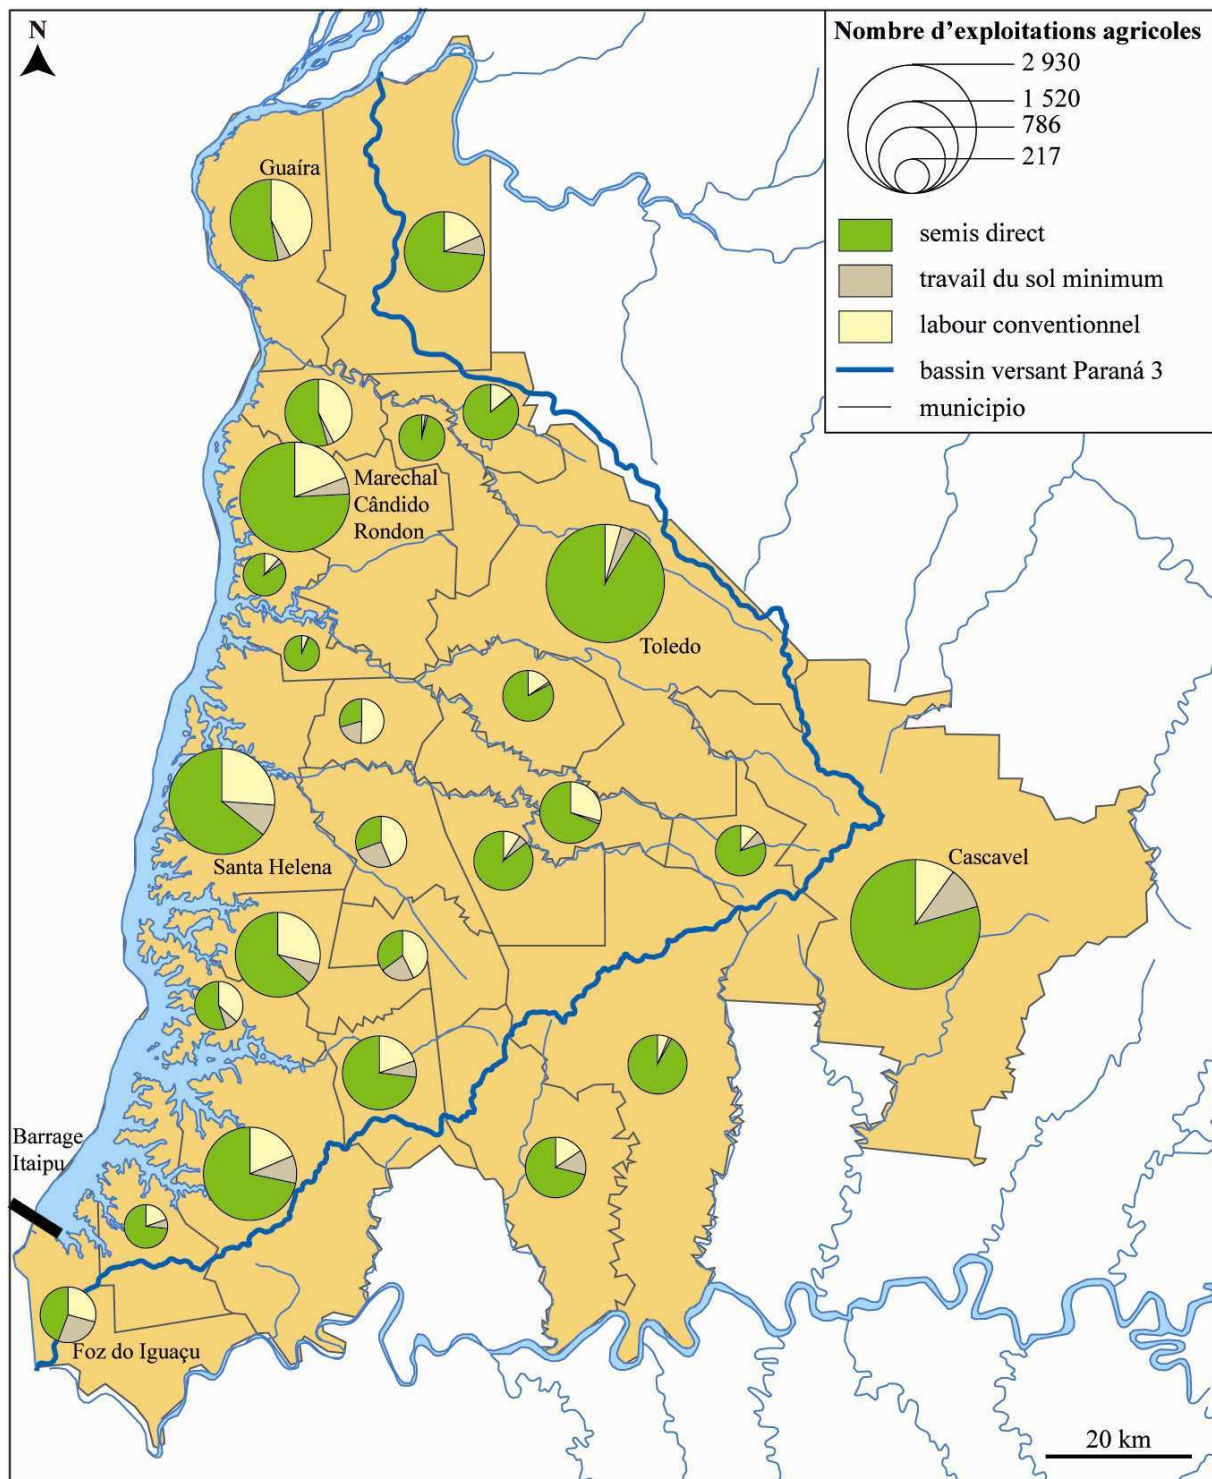 N
Nombre d’exploitations agricoles
2 930
1 520
786
217
semis direct
travail du sol minimum
labour conventionnel
bassin versant Paraná 3
municipio
Guaíra
Marechal
Cândido
Rondon
Toledo
Santa Helena
Cascavel
Barrage
Itaipu
Foz do Iguaçu
20 km